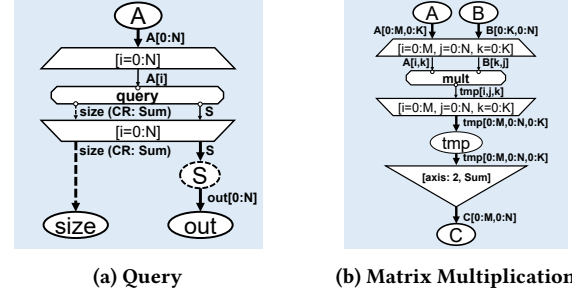 A
A[0:N]
[i=0:N]
A[i]
query
size (CR: Sum) S
[i=0:N]
size (CR: Sum) S
S
out[0:N]
size out
(a) Query
A B
A[0:M,0:K] B[0:K,0:N]
[i=0:M, j=0:N, k=0:K]
A[i,k] B[k,j]
mult
tmp[i,j,k]
[i=0:M, j=0:N, k=0:K]
tmp[0:M,0:N,0:K]
tmp
tmp[0:M,0:N,0:K]
[axis: 2, Sum]
C[0:M,0:N]
C
(b) Matrix Multiplication